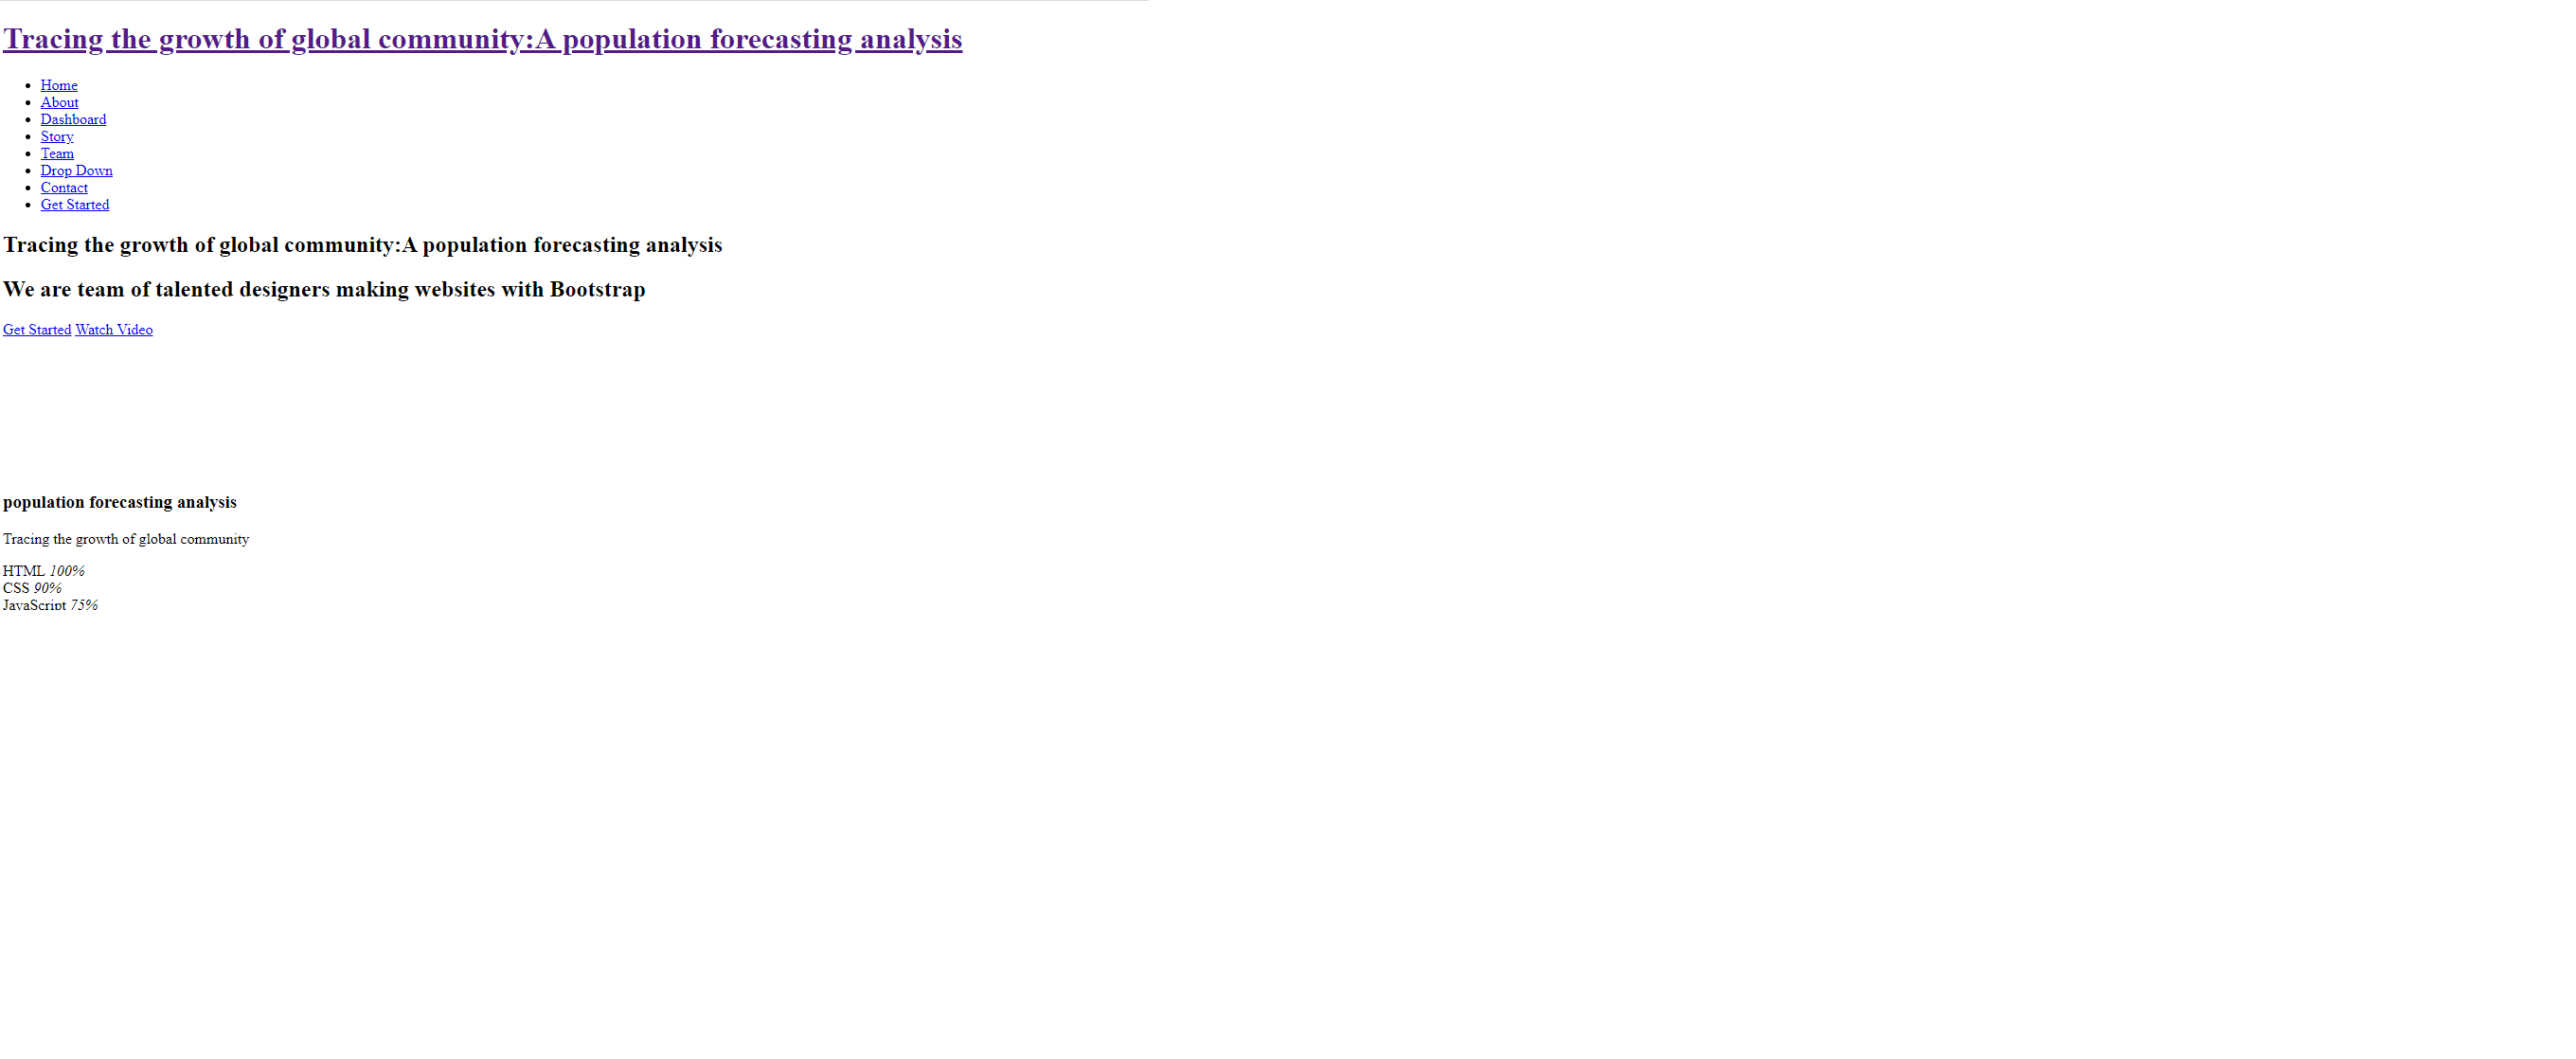 Tracing the growth of global community:A population forecasting analysis
Home
About
Dashboard
Story
Team
Drop Down
Contact
Get Started
Tracing the growth of global community:A population forecasting analysis
We are team of talented designers making websites with Bootstrap
Get Started Watch Video
population forecasting analysis
Tracing the growth of global community
HTML 100%
CSS 90%
JavaScript 75%